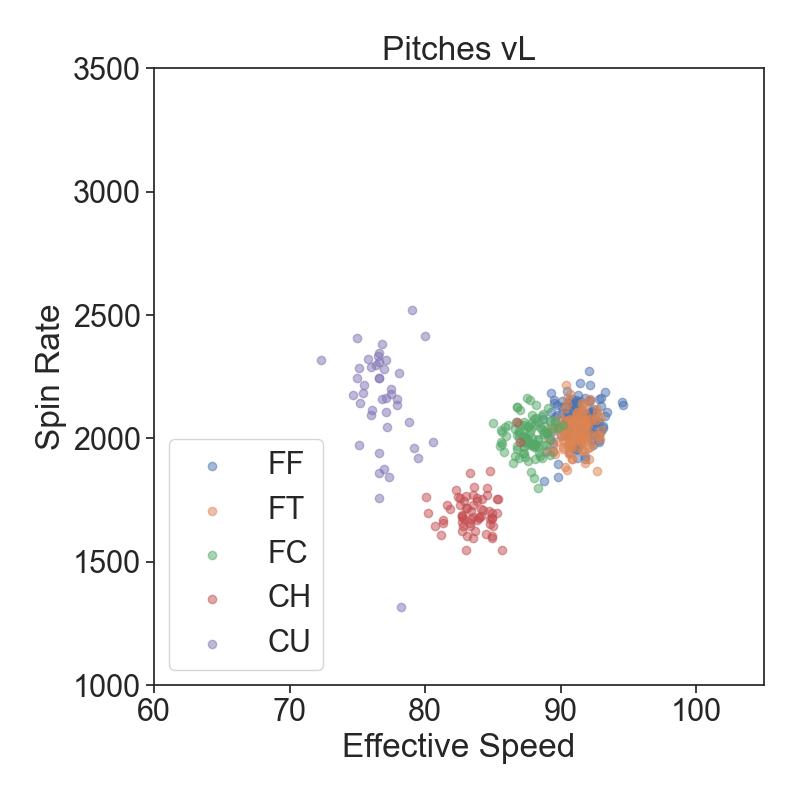 Pitches vL
3500
3000
2500
2000
1500
1000
Spin Rate
FF
FT
FC
CH
CU
60 70 80 90 100
Effective Speed